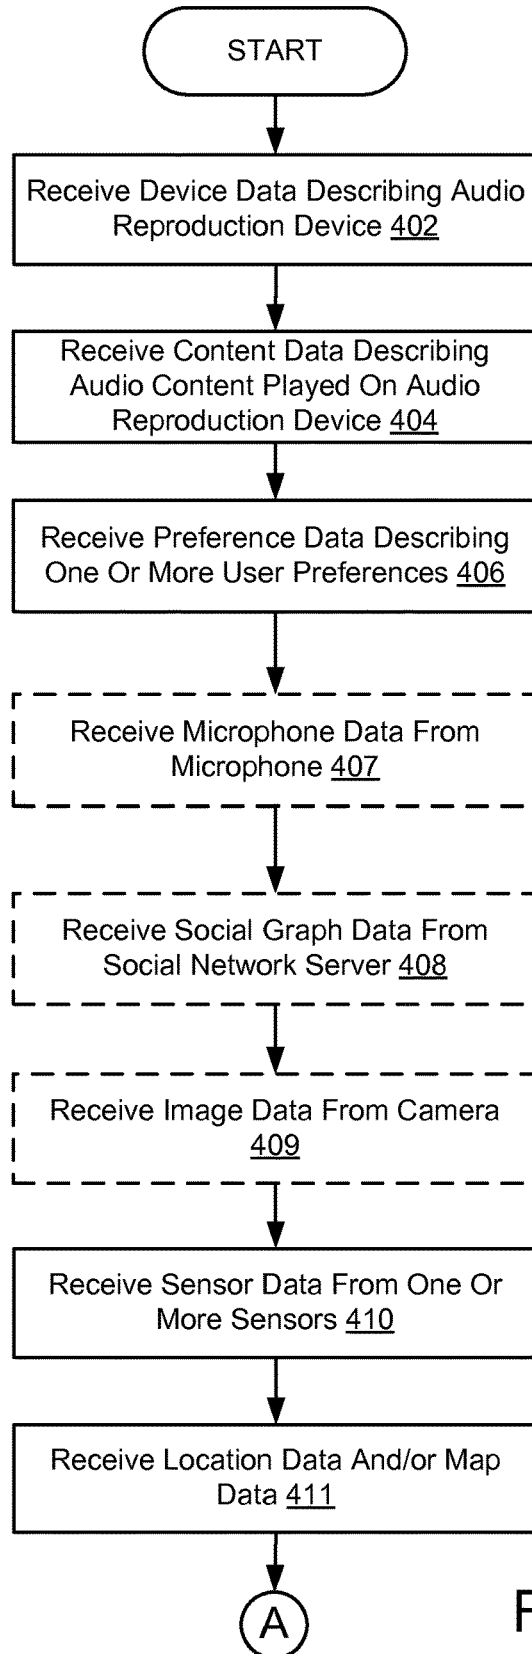 START
Receive Device Data Describing Audio
Reproduction Device 402
Receive Content Data Describing
Audio Content Played On Audio
Reproduction Device 404
Receive Preference Data Describing
One Or More User Preferences 406
Receive Microphone Data From
Microphone 407
Receive Social Graph Data From
Social Network Server 408
Receive Image Data From Camera
409
Receive Sensor Data From One Or
More Sensors 410
Receive Location Data And/or Map
Data 411
A
F